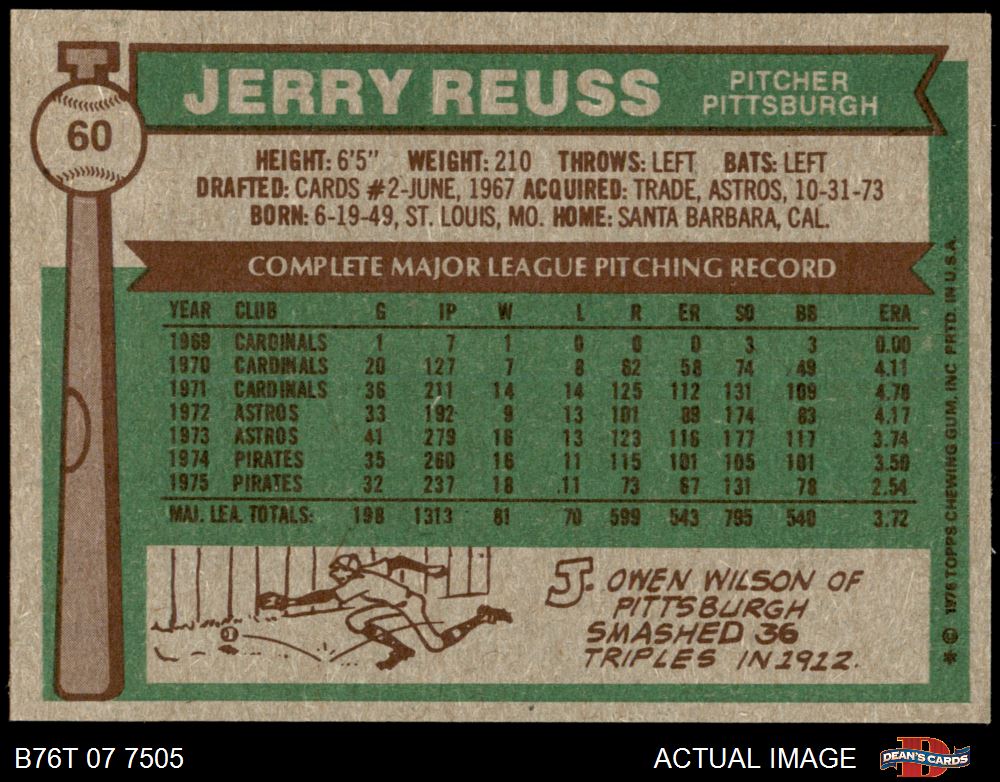 60
JERRY REUSS
PITCHER
PITTSBURGH
HEIGHT: 6'5" WEIGHT: 210 THROWS: LEFT BATS: LEFT
DRAFTED: CARDS #2-JUNE, 1967 ACQUIRED: TRADE, ASTROS, 10-31-73
BORN: 6-19-49, ST. LOUIS, MO. HOME: SANTA BARBARA, CAL.
COMPLETE MAJOR LEAGUE PITCHING RECORD
YEAR CLUB G IP W L R ER SO BB ERA
1969 CARDINALS 1 7 1 0 0 0 3 3 0.00
1970 CARDINALS 20 127 7 8 62 58 74 49 4.11
1971 CARDINALS 36 211 14 14 125 112 131 109 4.78
1972 ASTROS 33 192 9 13 101 89 174 83 4.17
1973 ASTROS 41 279 16 13 123 116 177 117 3.74
1974 PIRATES 35 260 16 11 115 101 105 101 3.50
1975 PIRATES 32 237 18 11 73 67 131 78 2.54
MAJ. LEA. TOTALS: 198 1313 81 70 599 543 795 540 3.72
J. OWEN WILSON OF
PITTSBURGH
SMASHED 36
TRIPLES IN 1912.
* © 1976 TOPPS CHEWING GUM, INC PRTD. IN U.S.A.
B76T 07 7505
ACTUAL IMAGE
DEAN'S CARDS